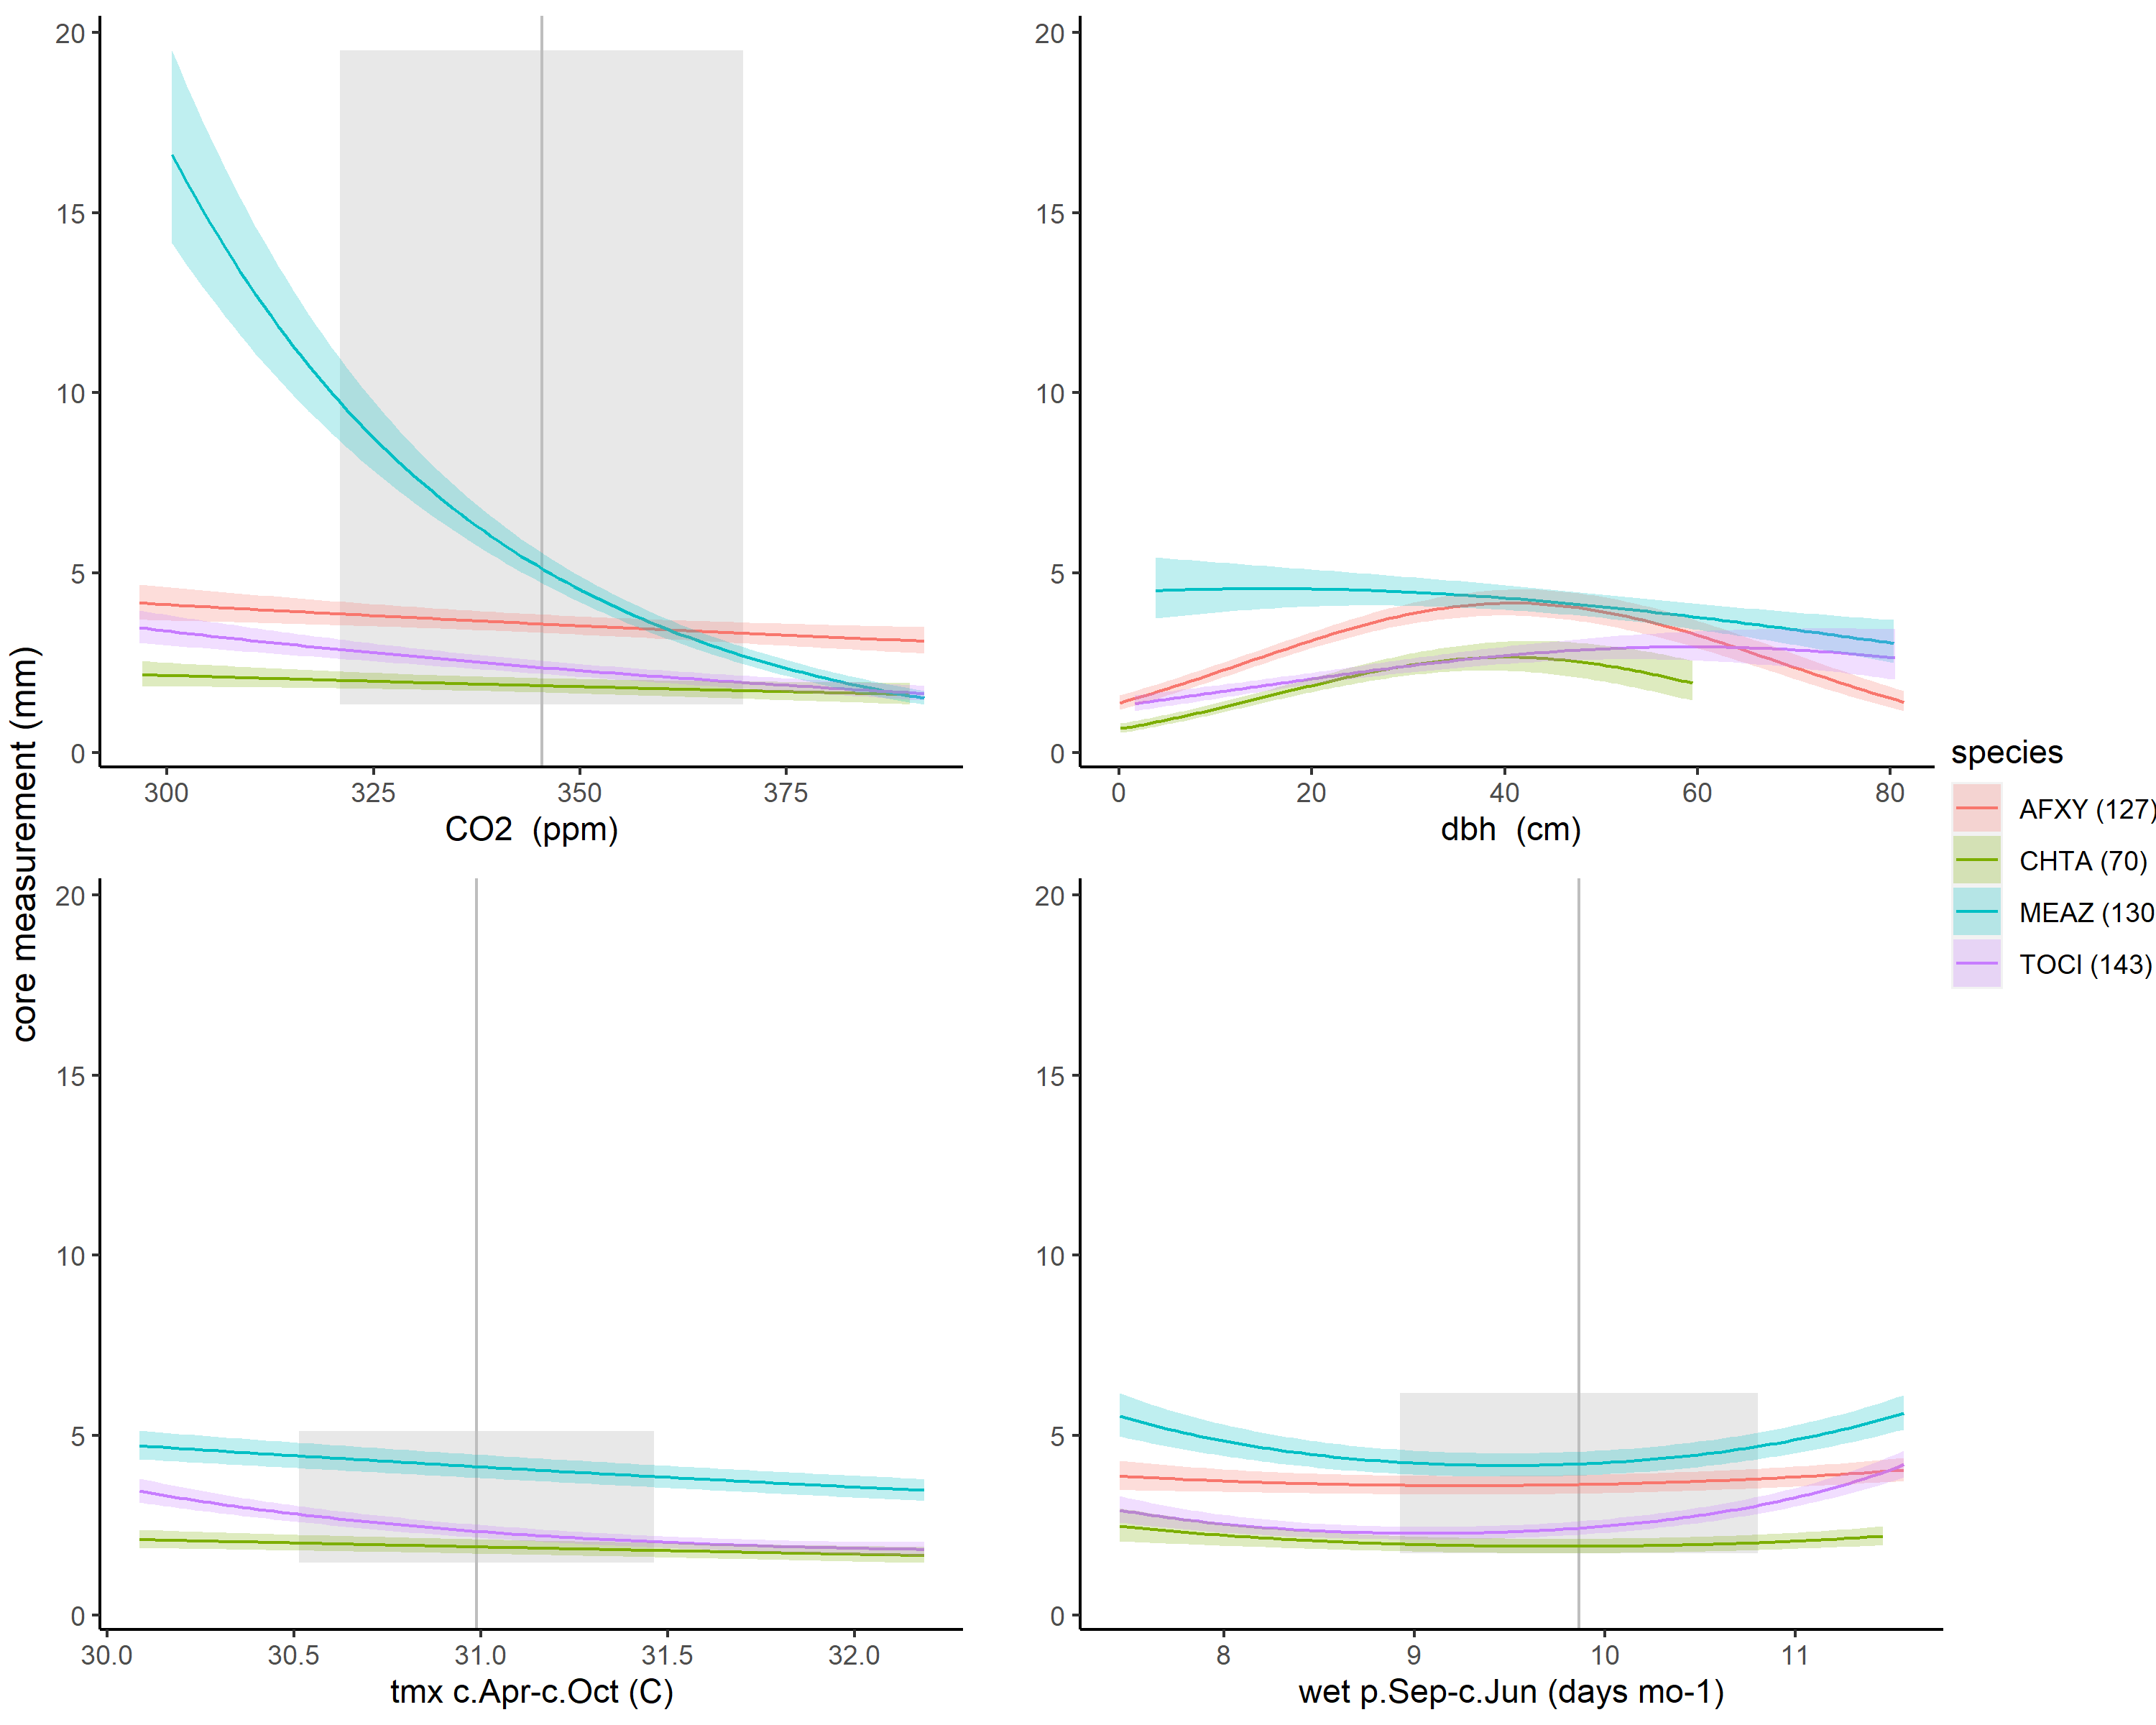 core measurement (mm)
20
15
10
5
0
300 325 350 375
CO2 (ppm)
20
15
10
5
0
0 20 40 60 80
dbh (cm)
20
15
10
5
0
30.0 30.5 31.0 31.5 32.0
tmx c.Apr-c.Oct (C)
20
15
10
5
0
8 9 10 11
wet p.Sep-c.Jun (days mo-1)
species
AFXY (127)
CHTA (70)
MEAZ (130
TOCI (143)